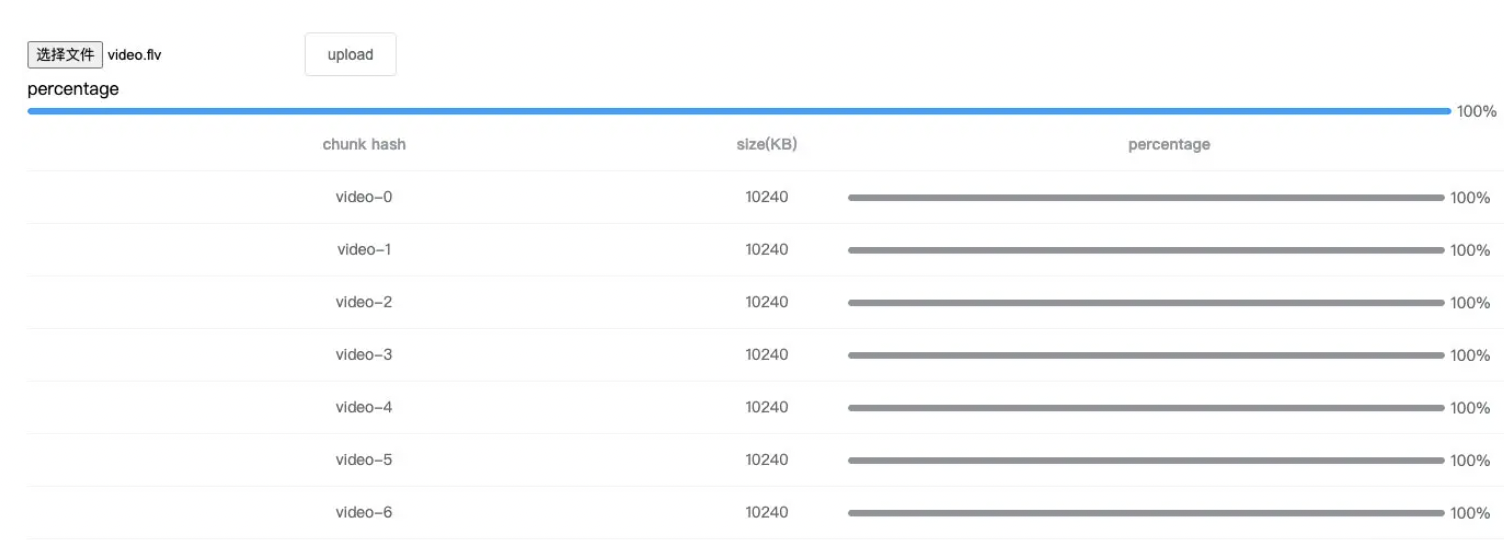 选择文件 video.flv upload
percentage
100%
chunk hash size(KB) percentage
video-0 10240 100%
video-1 10240 100%
video-2 10240 100%
video-3 10240 100%
video-4 10240 100%
video-5 10240 100%
video-6 10240 100%